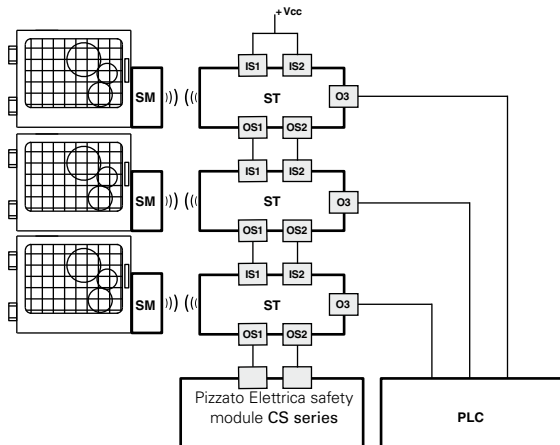 + Vcc
IS1 IS2
SM ST O3
OS1 OS2
IS1 IS2
ST O3
OS1 OS2
IS1 IS2
SM ST O3
OS1 OS2
Pizzato Elettrica safety
module CS series
PLC